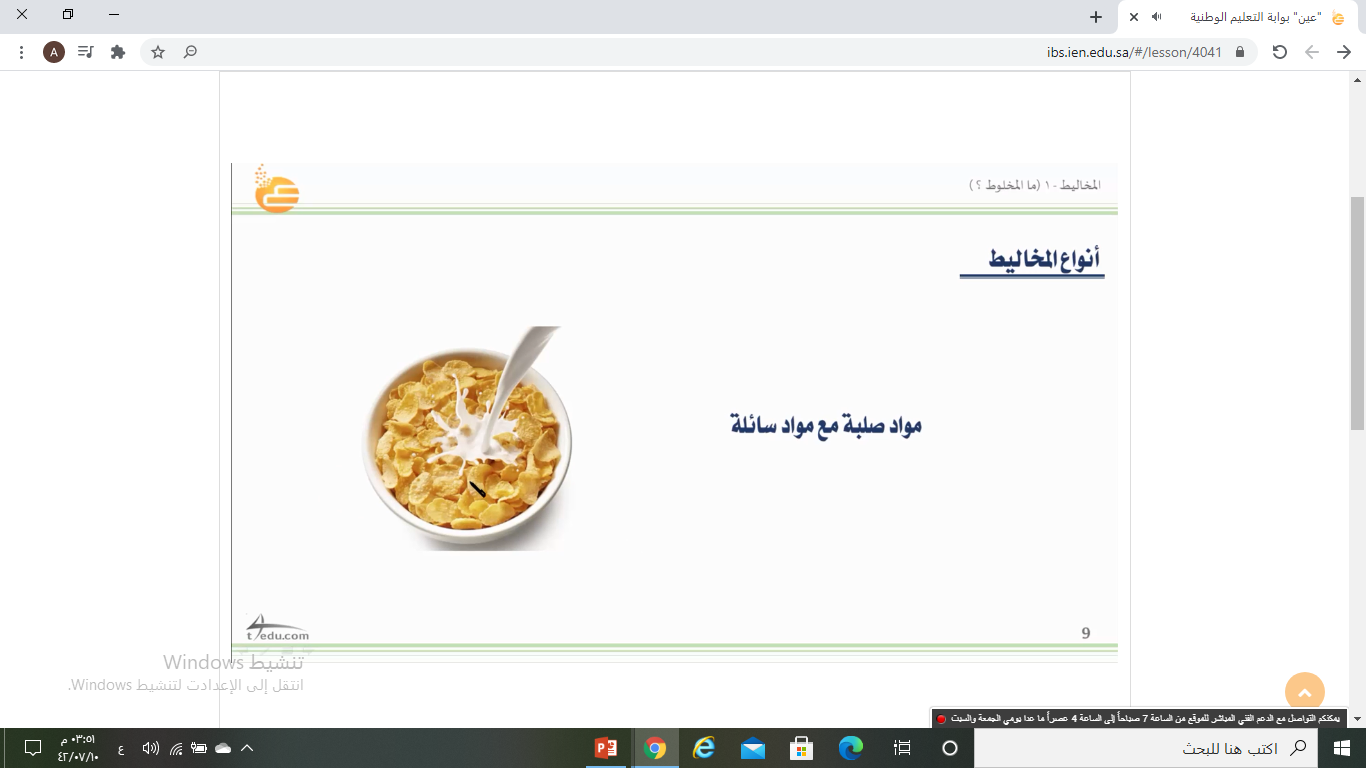 "عين" بوابة التعليم الوطنية
ibs.ien.edu.sa/#/lesson/4041
A
المخاليط - ١ (ما المخلوط ؟)
أنواع المخاليط
مواد صلبة مع مواد سائلة
t4edu.com
9
تنشيط Windows
انتقل إلى الإعدادت لتنشيط Windows.
يمكنكم التواصل مع الدعم الفني المباشر للموقع من الساعة 7 صباحاً إلى الساعة 4 عصراً ما عدا يومي الجمعة والسبت
اكتب هنا للبحث
ع
٠٣:٥١ م
٤٢/٠٧/١٠